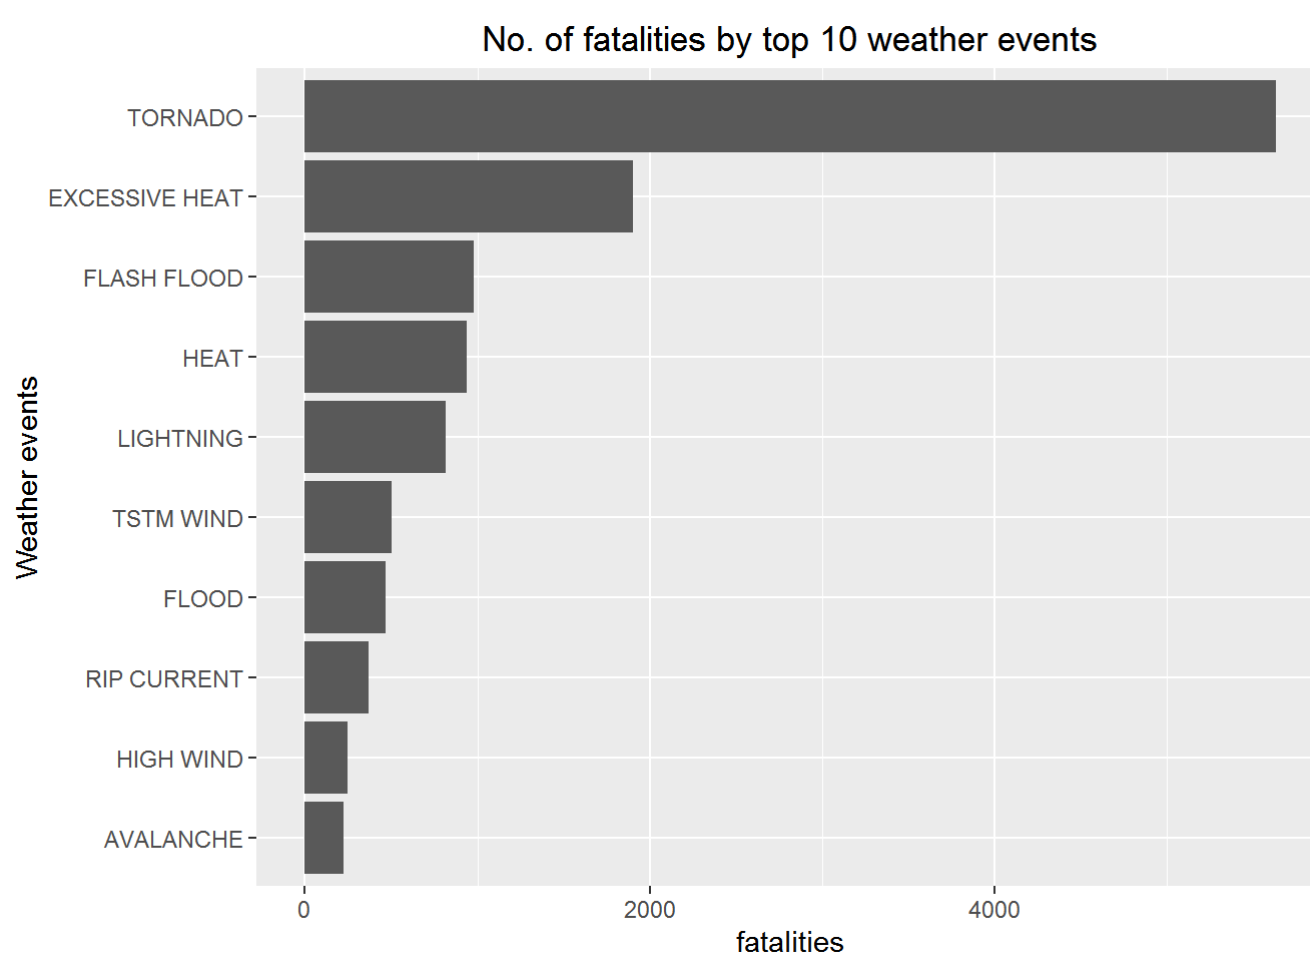 No. of fatalities by top 10 weather events
Weather events
TORNADO
EXCESSIVE HEAT
FLASH FLOOD
HEAT
LIGHTNING
TSTM WIND
FLOOD
RIP CURRENT
HIGH WIND
AVALANCHE
0 2000 4000
fatalities